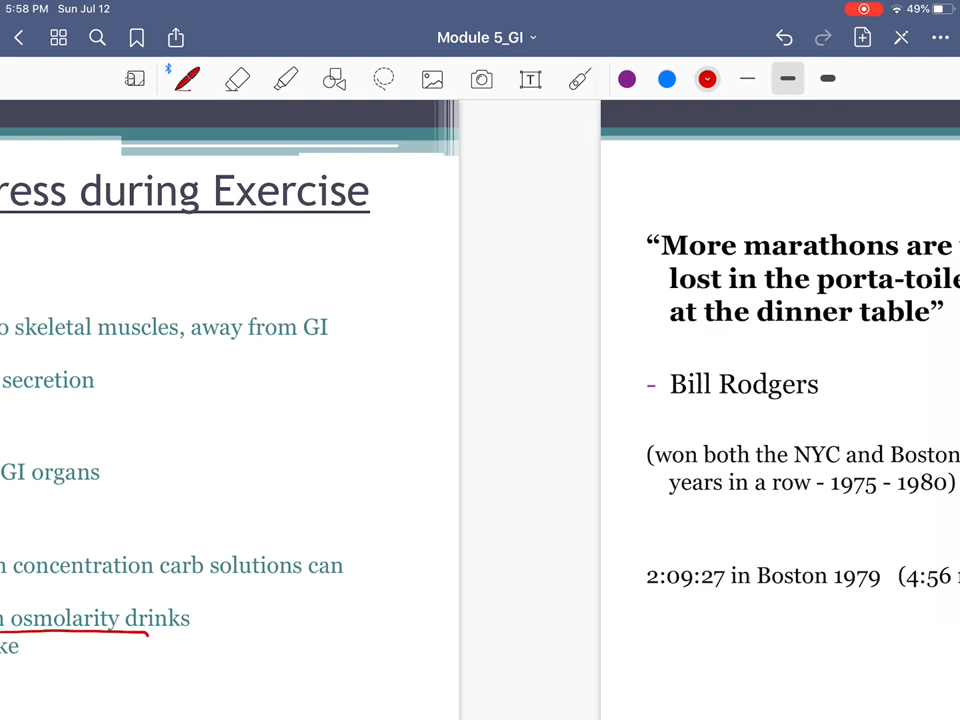 5:58 PM Sun Jul 12
49%
Module 5_GI
T
ress during Exercise
o skeletal muscles, away from GI
secretion
GI organs
concentration carb solutions can
osmolarity drinks
ke
“More marathons are
lost in the porta-toile
at the dinner table”
- Bill Rodgers
(won both the NYC and Boston
years in a row - 1975 - 1980)
2:09:27 in Boston 1979 (4:56